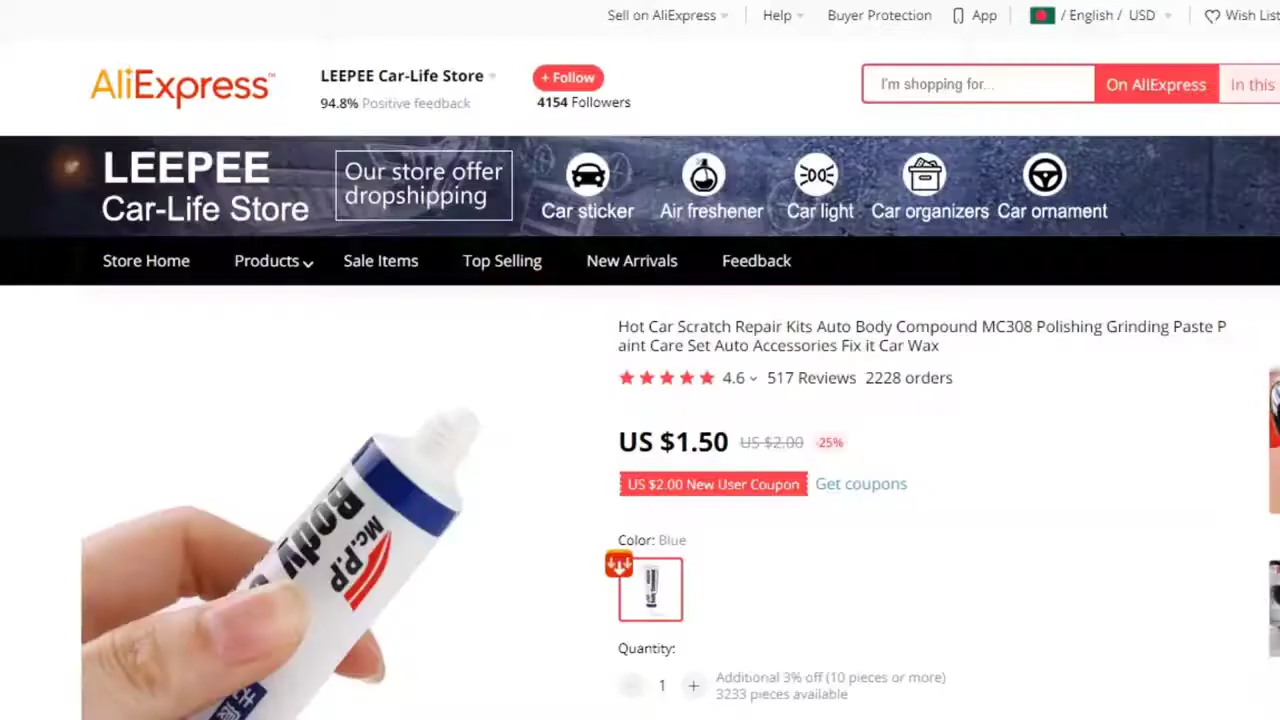 Sell on AliExpress
Help
Buyer Protection
App
/ English / USD
Wish List
AliExpress™
LEEPEE Car-Life Store
94.8% Positive feedback
+ Follow
4154 Followers
I'm shopping for...
On AliExpress
In this
LEEPEE
Car-Life Store
Our store offer
dropshipping
Car sticker
Air freshener
Car light
Car organizers
Car ornament
Store Home
Products
Sale Items
Top Selling
New Arrivals
Feedback
Hot Car Scratch Repair Kits Auto Body Compound MC308 Polishing Grinding Paste P
aint Care Set Auto Accessories Fix it Car Wax
4.6
517 Reviews
2228 orders
US $1.50
US $2.00
-25%
US $2.00 New User Coupon
Get coupons
Mc.P.P
Body
Color: Blue
Quantity:
1
+
Additional 3% off (10 pieces or more)
3233 pieces available